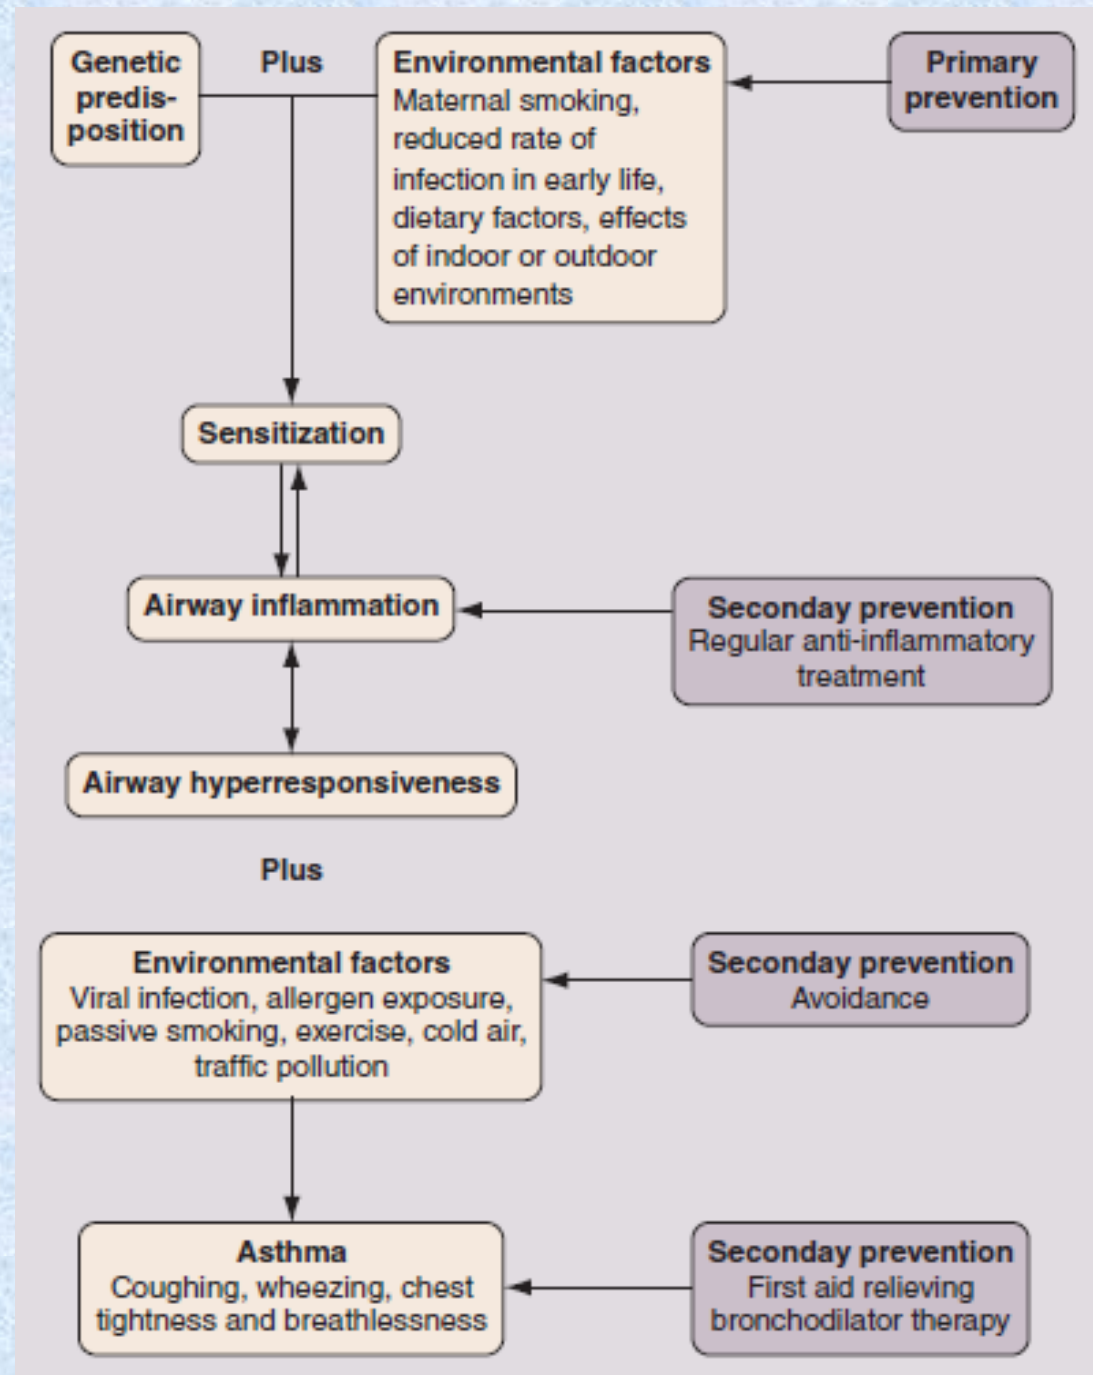 Genetic
predis-
position
Plus
Environmental factors
Maternal smoking,
reduced rate of
infection in early life,
dietary factors, effects
of indoor or outdoor
environments
Primary
prevention
Sensitization
Airway inflammation
Seconday prevention
Regular anti-inflammatory
treatment
Airway hyperresponsiveness
Plus
Environmental factors
Viral infection, allergen exposure,
passive smoking, exercise, cold air,
traffic pollution
Seconday prevention
Avoidance
Asthma
Coughing, wheezing, chest
tightness and breathlessness
Seconday prevention
First aid relieving
bronchodilator therapy